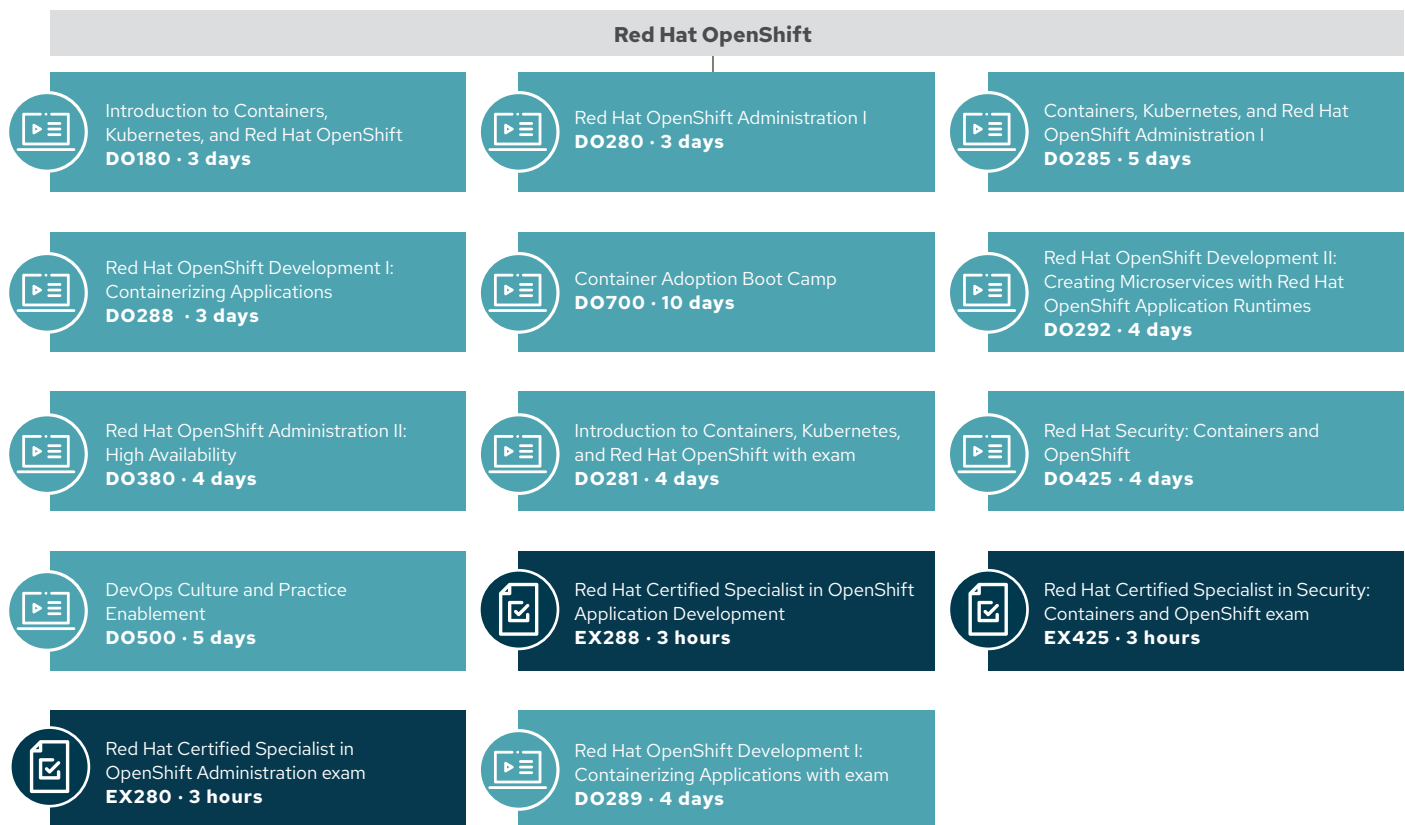 Red Hat OpenShift
Introduction to Containers,
Kubernetes, and Red Hat OpenShift
DO180 · 3 days
Red Hat OpenShift Administration I
DO280 · 3 days
Containers, Kubernetes, and Red Hat
OpenShift Administration I
DO285 · 5 days
Red Hat OpenShift Development I:
Containerizing Applications
DO288 · 3 days
Container Adoption Boot Camp
DO700 · 10 days
Red Hat OpenShift Development II:
Creating Microservices with Red Hat
OpenShift Application Runtimes
DO292 · 4 days
Red Hat OpenShift Administration II:
High Availability
DO380 · 4 days
Introduction to Containers, Kubernetes,
and Red Hat OpenShift with exam
DO281 · 4 days
Red Hat Security: Containers and
OpenShift
DO425 · 4 days
DevOps Culture and Practice
Enablement
DO500 · 5 days
Red Hat Certified Specialist in OpenShift
Application Development
EX288 · 3 hours
Red Hat Certified Specialist in Security:
Containers and OpenShift exam
EX425 · 3 hours
Red Hat Certified Specialist in
OpenShift Administration exam
EX280 · 3 hours
Red Hat OpenShift Development I:
Containerizing Applications with exam
DO289 · 4 days